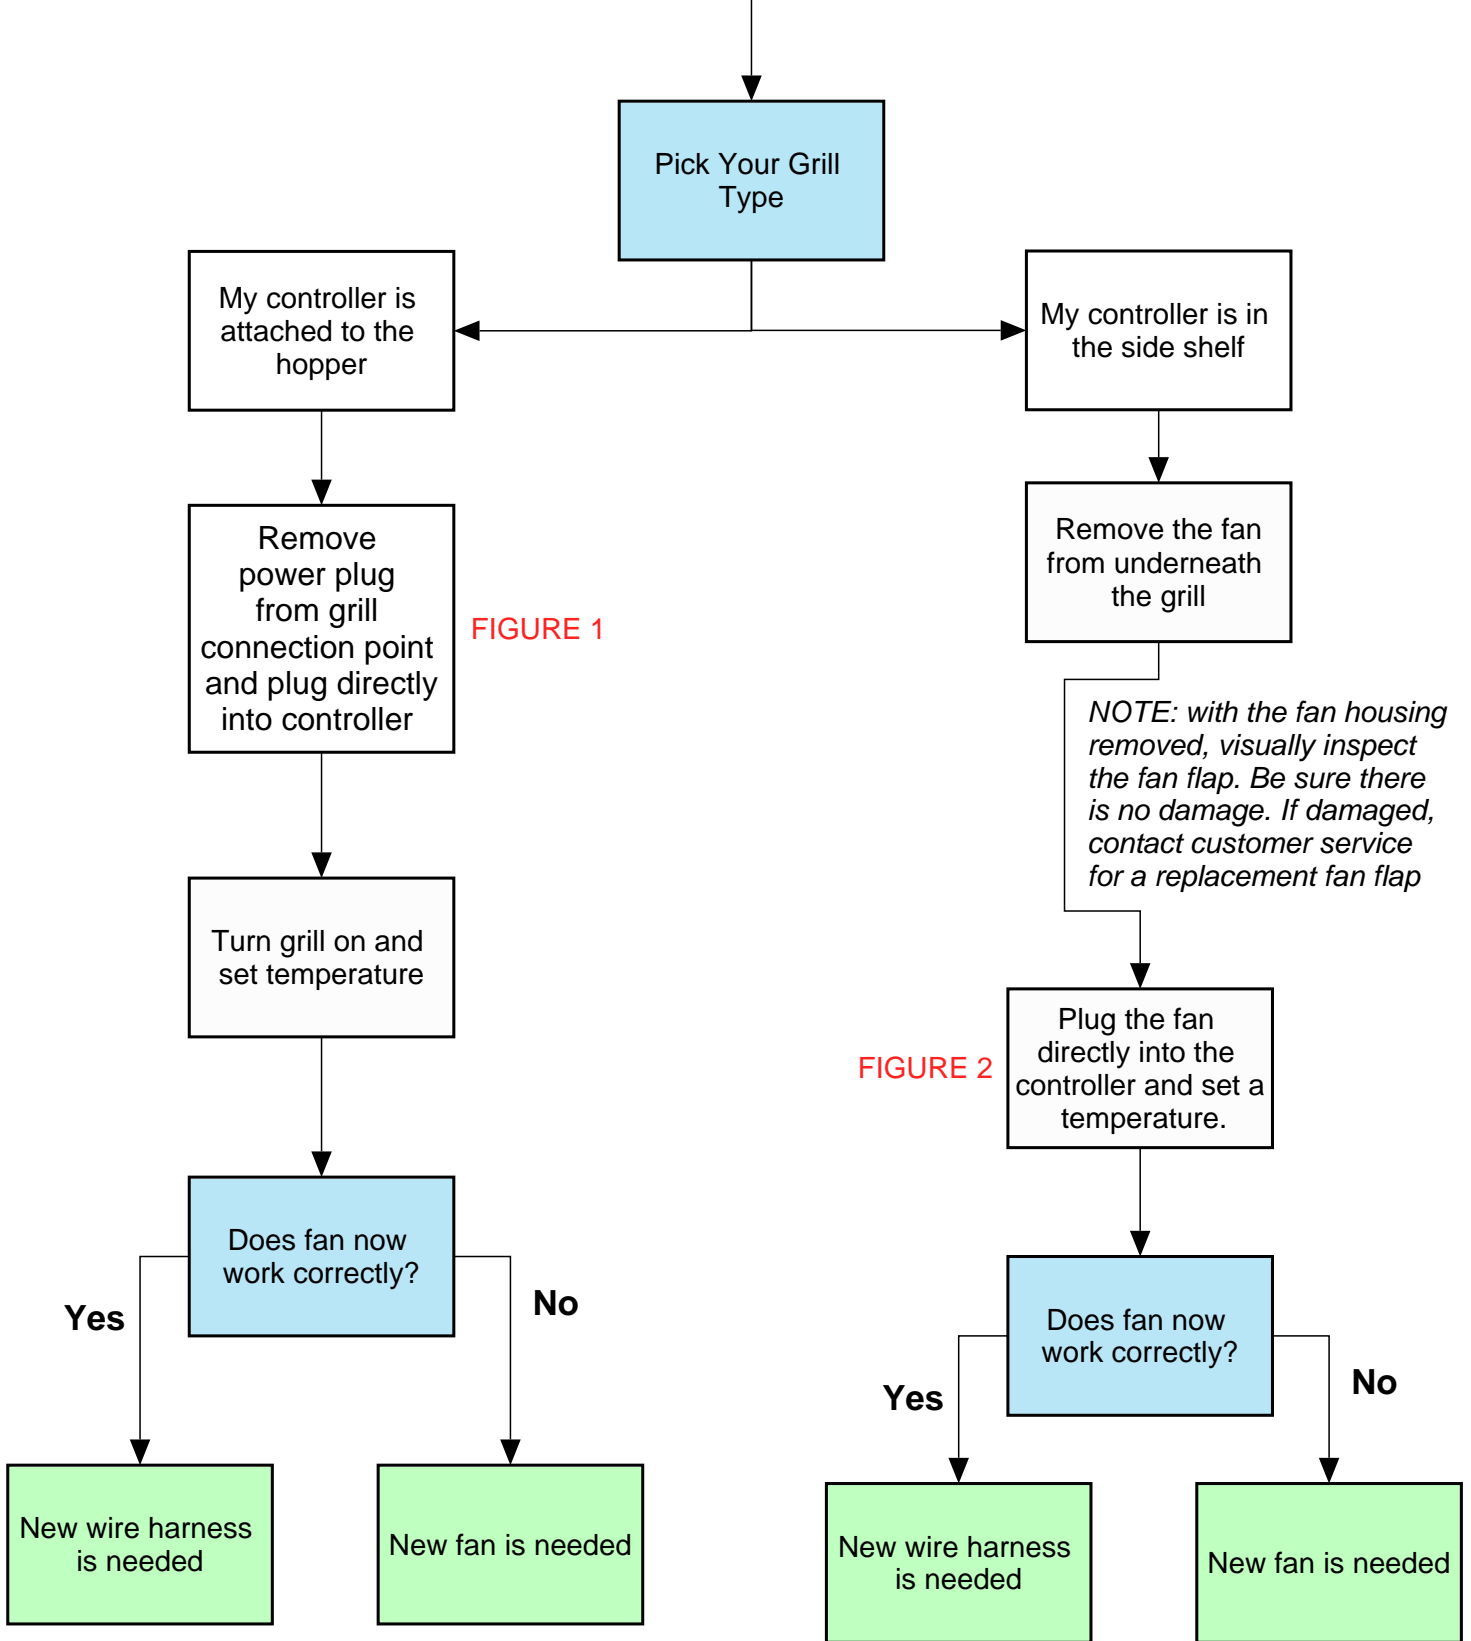 Pick Your Grill
Type
My controller is
attached to the
hopper
My controller is in
the side shelf
Remove
power plug
from grill
connection point
and plug directly
into controller
FIGURE 1
Remove the fan
from underneath
the grill
NOTE: with the fan housing
removed, visually inspect
the fan flap. Be sure there
is no damage. If damaged,
contact customer service
for a replacement fan flap
Turn grill on and
set temperature
FIGURE 2
Plug the fan
directly into the
controller and set a
temperature.
Does fan now
work correctly?
Yes
No
Does fan now
work correctly?
Yes
No
New wire harness
is needed
New fan is needed
New wire harness
is needed
New fan is needed